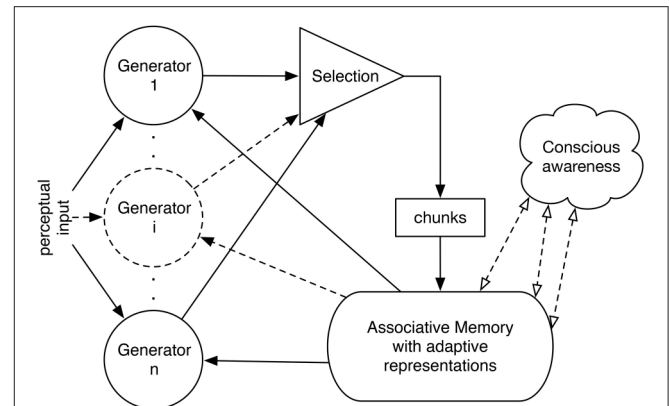 Generator
1
Selection
Conscious
awareness
perceptual
input
Generator
i
chunks
Associative Memory
with adaptive
representations
Generator
n